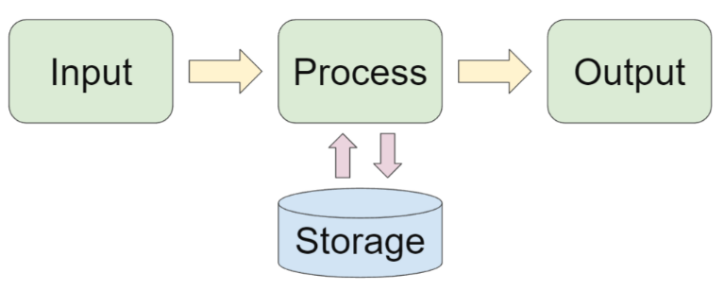 Input
Process
Output
Storage